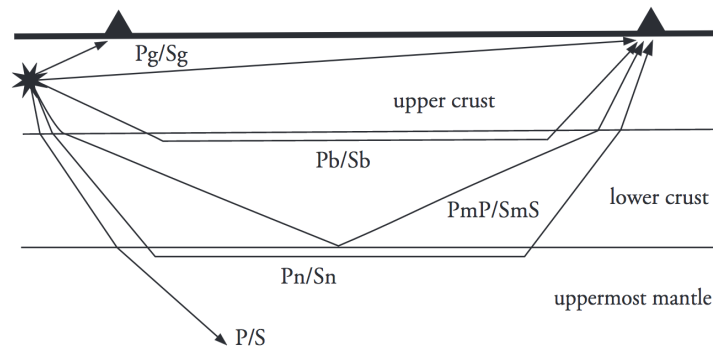 Pg/Sg
upper crust
Pb/Sb
lower crust
PmP/SmS
Pn/Sn
uppermost mantle
P/S